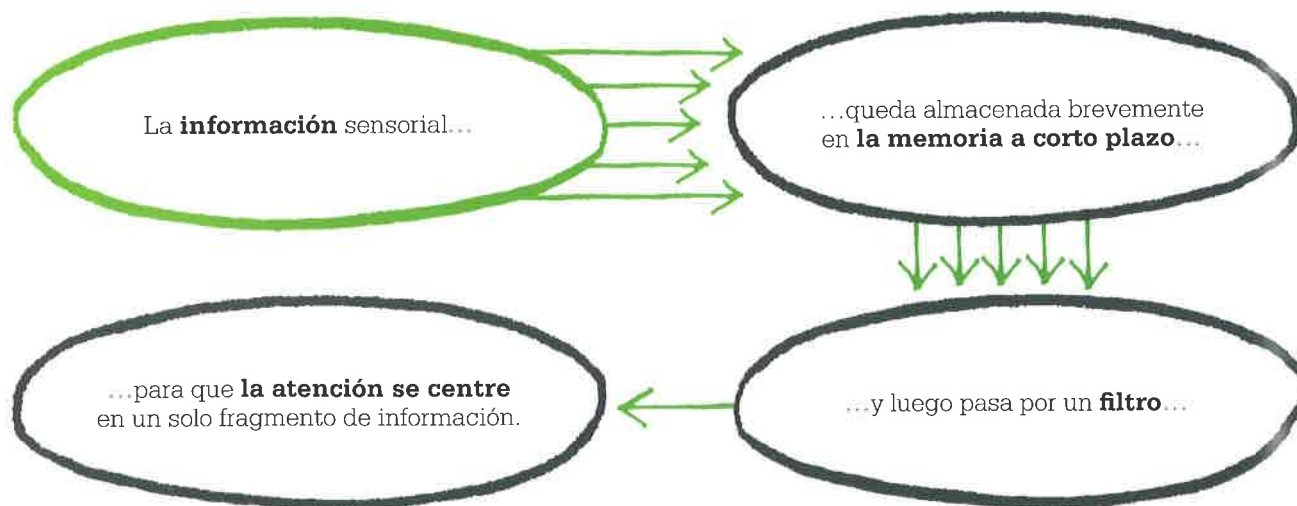 La información sensorial…
…queda almacenada brevemente
en la memoria a corto plazo…
…y luego pasa por un filtro…
…para que la atención se centre
en un solo fragmento de información.